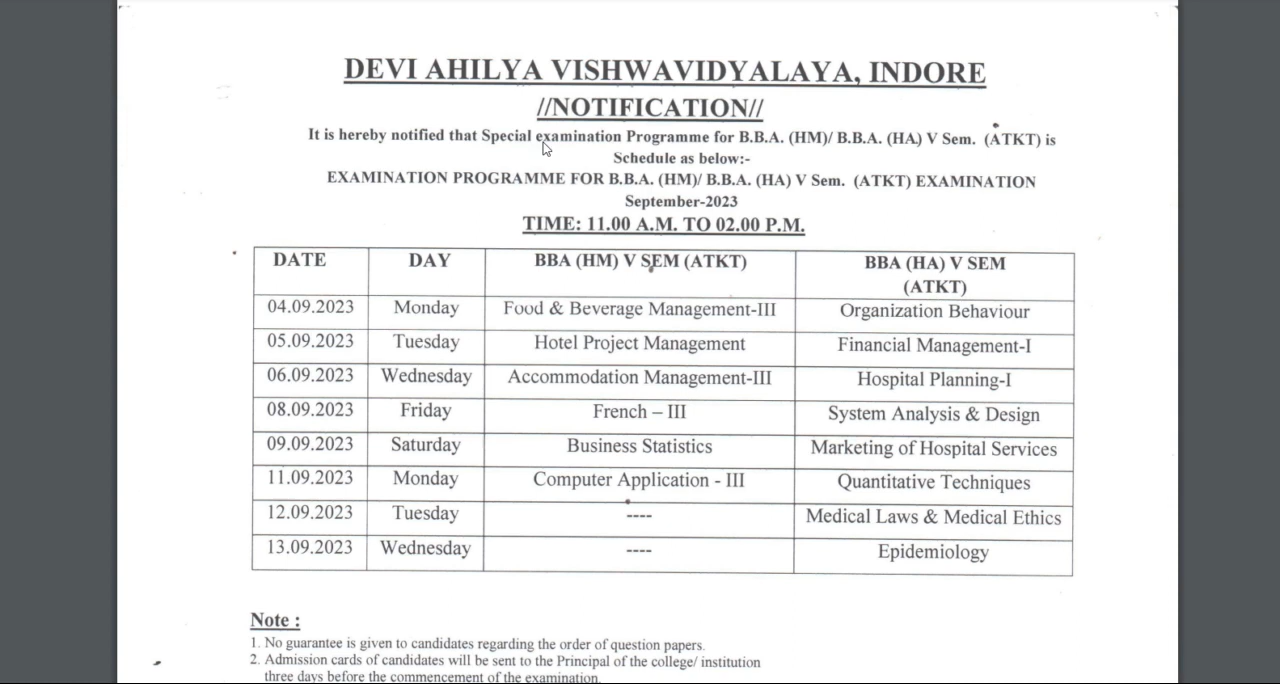 DEVI AHILYA VISHWAVIDYALAYA, INDORE
//NOTIFICATION//
It is hereby notified that Special examination Programme for B.B.A. (HM)/ B.B.A. (HA) V Sem. (ATKT) is
Schedule as below:-
EXAMINATION PROGRAMME FOR B.B.A. (HM)/ B.B.A. (HA) V Sem. (ATKT) EXAMINATION
September-2023
TIME: 11.00 A.M. TO 02.00 P.M.
DATE DAY BBA (HM) V SEM (ATKT) BBA (HA) V SEM
(ATKT)
04.09.2023 Monday Food & Beverage Management-III Organization Behaviour
05.09.2023 Tuesday Hotel Project Management Financial Management-I
06.09.2023 Wednesday Accommodation Management-III Hospital Planning-I
08.09.2023 Friday French – III System Analysis & Design
09.09.2023 Saturday Business Statistics Marketing of Hospital Services
11.09.2023 Monday Computer Application - III Quantitative Techniques
12.09.2023 Tuesday ---- Medical Laws & Medical Ethics
13.09.2023 Wednesday ---- Epidemiology
Note :
1. No guarantee is given to candidates regarding the order of question papers.
2. Admission cards of candidates will be sent to the Principal of the college/ institution
three days before the commencement of the examination.